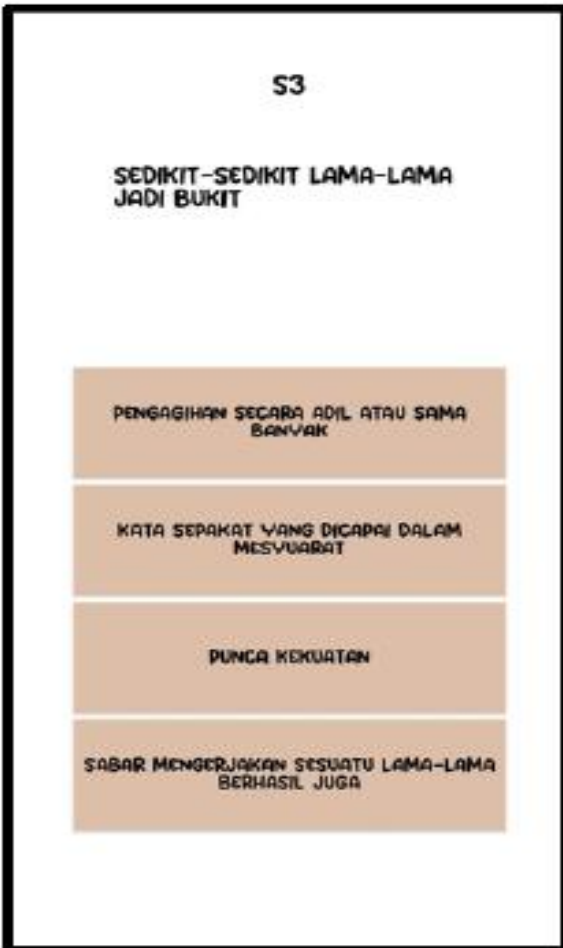 S3
SEDIKIT-SEDIKIT LAMA-LAMA
JADI BUKIT
PENGAGIHAN SECARA ADIL ATAU SAMA
BANYAK
KATA SEPAKAT YANG DICAPAI DALAM
MESYUARAT
PUNCA KEKUATAN
SABAR MENGERJAKAN SESUATU LAMA-LAMA
BERHASIL JUGA